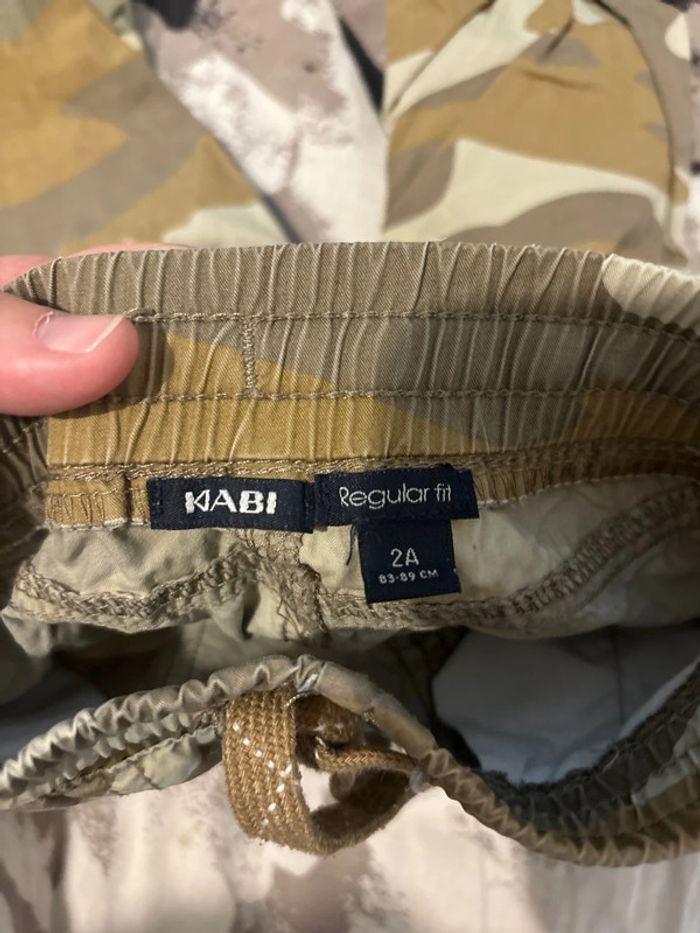 KIABI
Regular fit
2A
83-89 CM